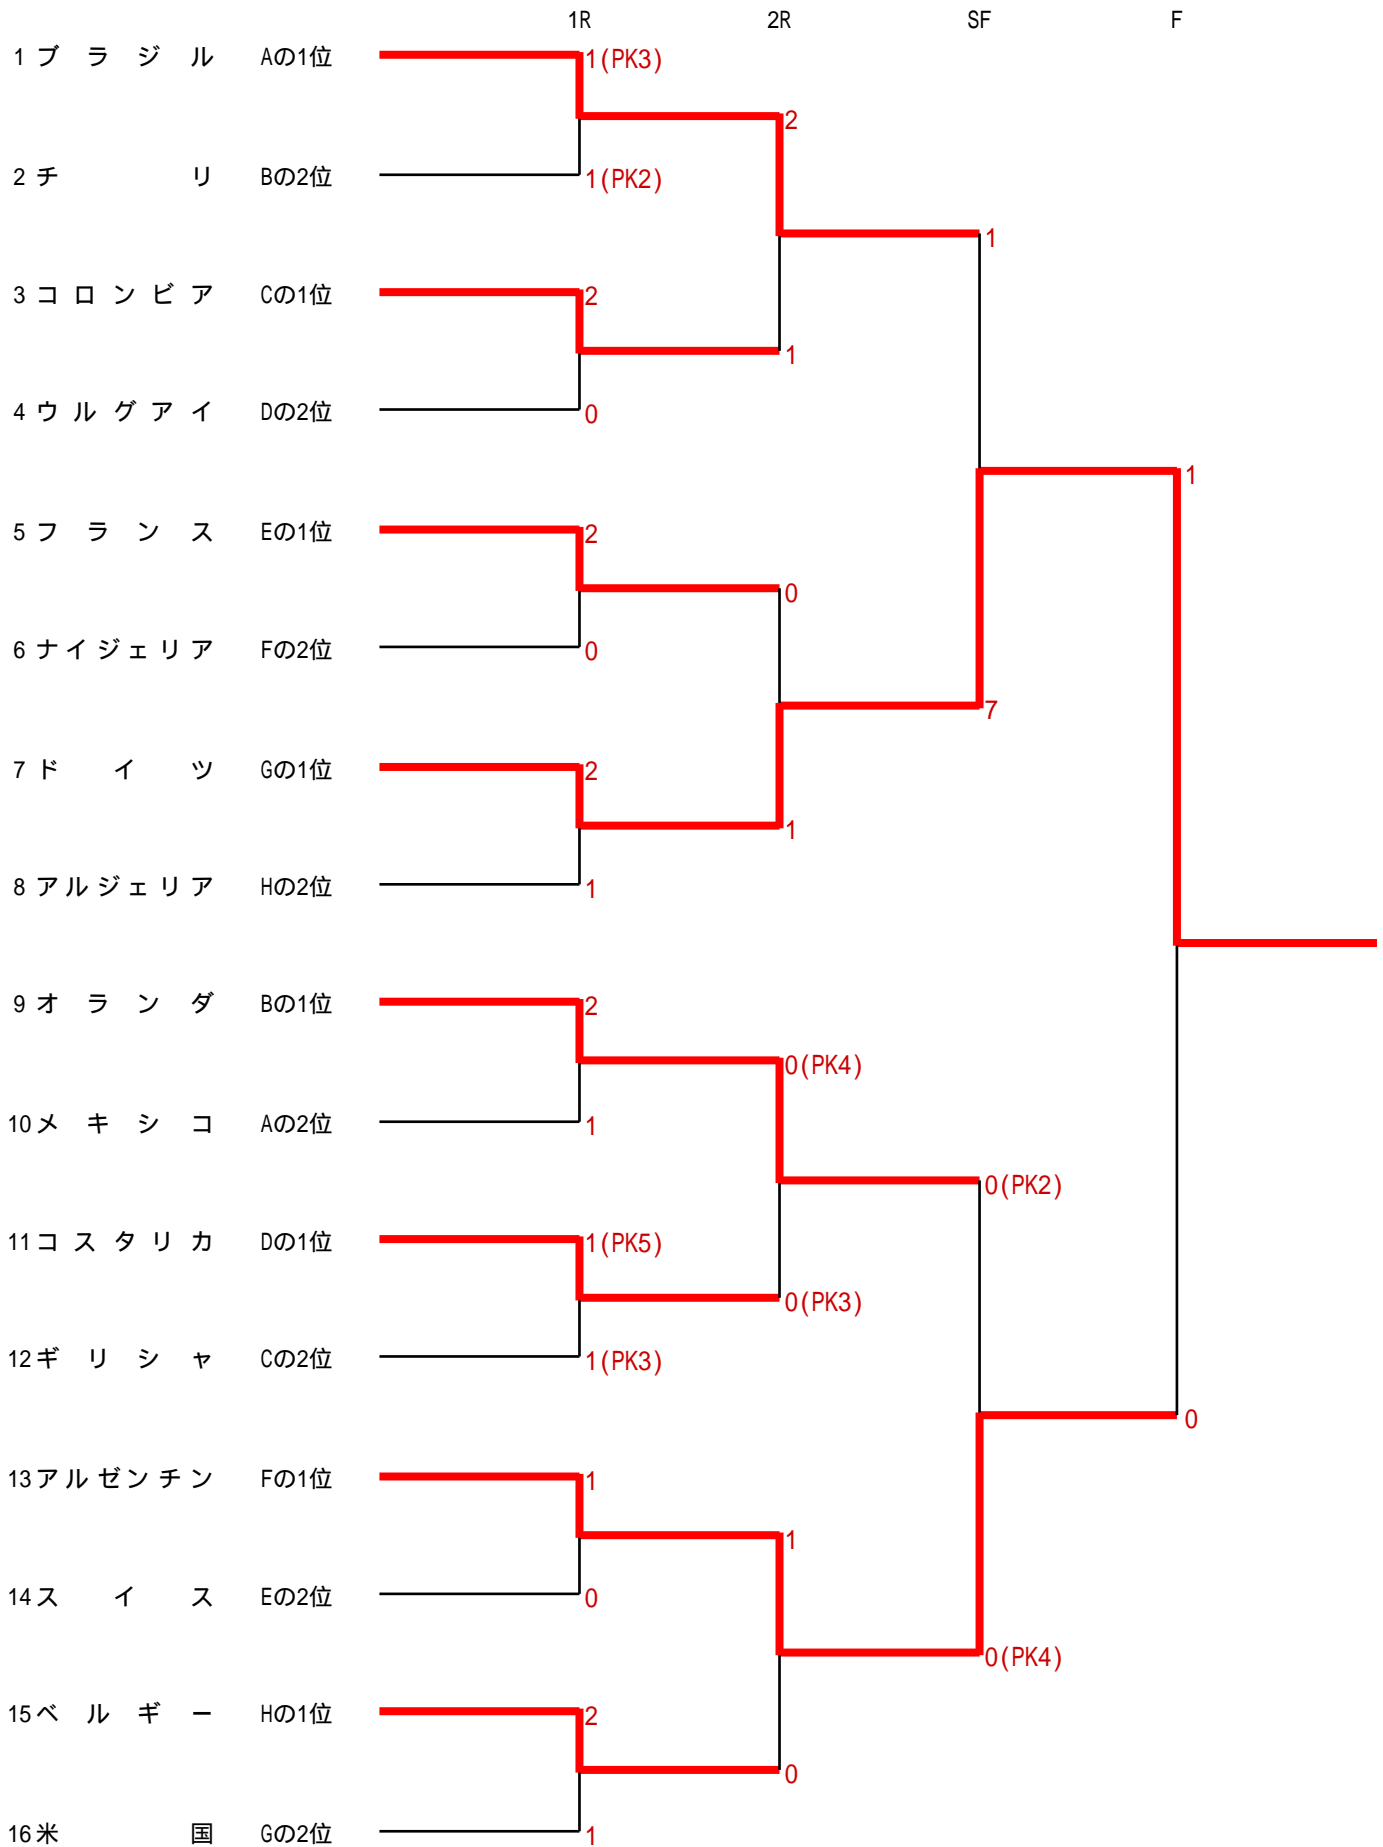 1R 2R SF F
1 ブラジル Aの1位 1(PK3)
2
2 チリ Bの2位 1(PK2)
1
3 コロンビア Cの1位 2
1
4 ウルグアイ Dの2位 0
1
5 フランス Eの1位 2
0
6 ナイジェリア Fの2位 0
7
7 ドイツ Gの1位 2
1
8 アルジェリア Hの2位 1
9 オランダ Bの1位 2
0(PK4)
10 メキシコ Aの2位 1
0(PK2)
11 コスタリカ Dの1位 1(PK5)
0(PK3)
12 ギリシャ Cの2位 1(PK3)
0
13 アルゼンチン Fの1位 1
1
14 スイス Eの2位 0
0(PK4)
15 ベルギー Hの1位 2
0
16 米国 Gの2位 1